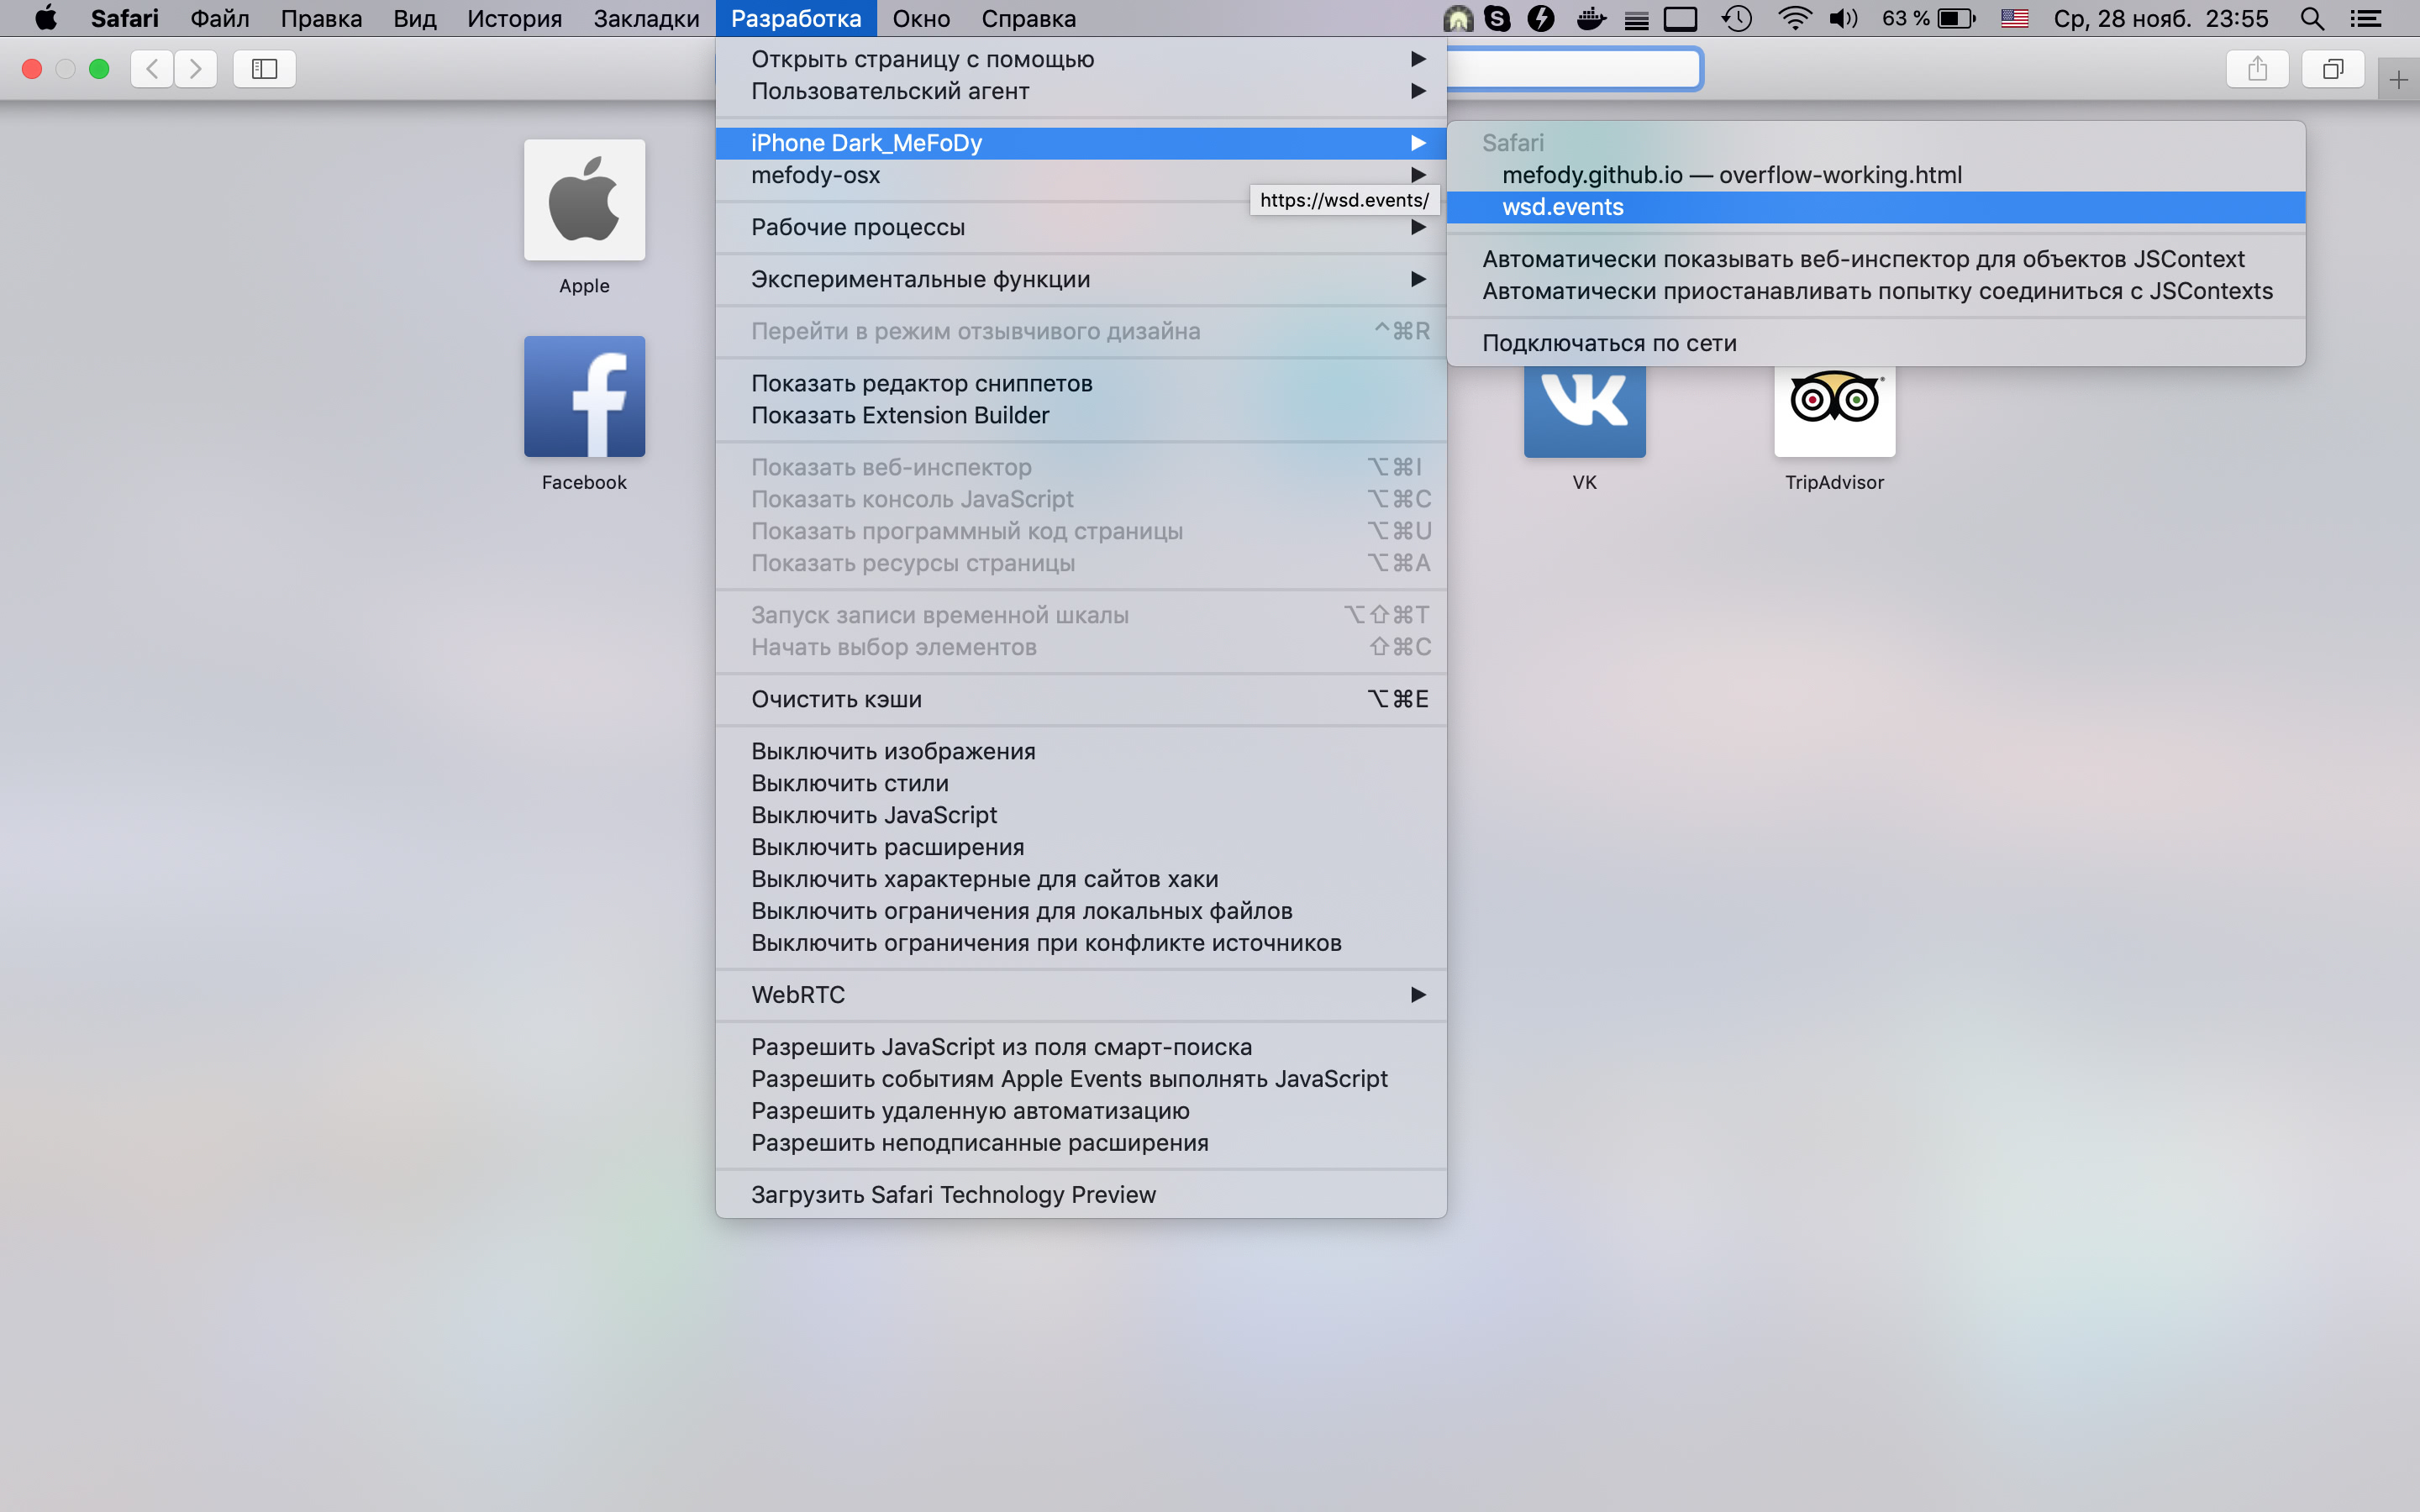 Safari Файл Правка Вид История Закладки Разработка Окно Справка 63 % Ср, 28 нояб. 23:55
Открыть страницу с помощью
Пользовательский агент
iPhone Dark_MeFoDy
mefody-osx
https://wsd.events/
Рабочие процессы
Экспериментальные функции
Перейти в режим отзывчивого дизайна ^⌘R
Показать редактор сниппетов
Показать Extension Builder
Показать веб-инспектор ⌥⌘I
Показать консоль JavaScript ⌥⌘C
Показать программный код страницы ⌥⌘U
Показать ресурсы страницы ⌥⌘A
Запуск записи временной шкалы ⌥⇧⌘T
Начать выбор элементов ⇧⌘C
Очистить кэши ⌥⌘E
Выключить изображения
Выключить стили
Выключить JavaScript
Выключить расширения
Выключить характерные для сайтов хаки
Выключить ограничения для локальных файлов
Выключить ограничения при конфликте источников
WebRTC
Разрешить JavaScript из поля смарт-поиска
Разрешить событиям Apple Events выполнять JavaScript
Разрешить удаленную автоматизацию
Разрешить неподписанные расширения
Загрузить Safari Technology Preview
Safari
mefody.github.io — overflow-working.html
wsd.events
Автоматически показывать веб-инспектор для объектов JSContext
Автоматически приостанавливать попытку соединиться с JSContexts
Подключаться по сети
Apple
Facebook
VK
TripAdvisor